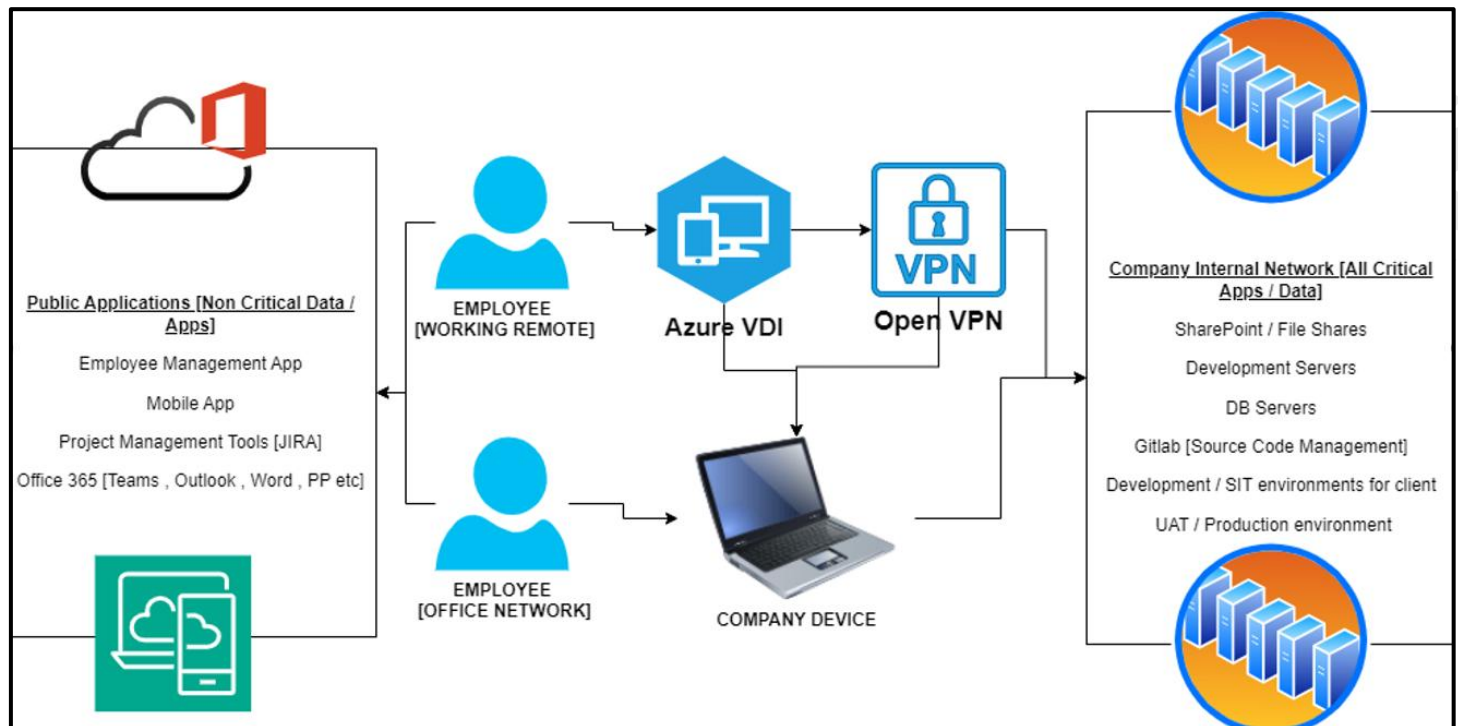 Public Applications [Non Critical Data /
Apps]
Employee Management App
Mobile App
Project Management Tools [JIRA]
Office 365 [Teams , Outlook , Word , PP etc]
EMPLOYEE
[WORKING REMOTE]
Azure VDI
VPN
Open VPN
EMPLOYEE
[OFFICE NETWORK]
COMPANY DEVICE
Company Internal Network [All Critical
Apps / Data]
SharePoint / File Shares
Development Servers
DB Servers
Gitlab [Source Code Management]
Development / SIT environments for client
UAT / Production environment